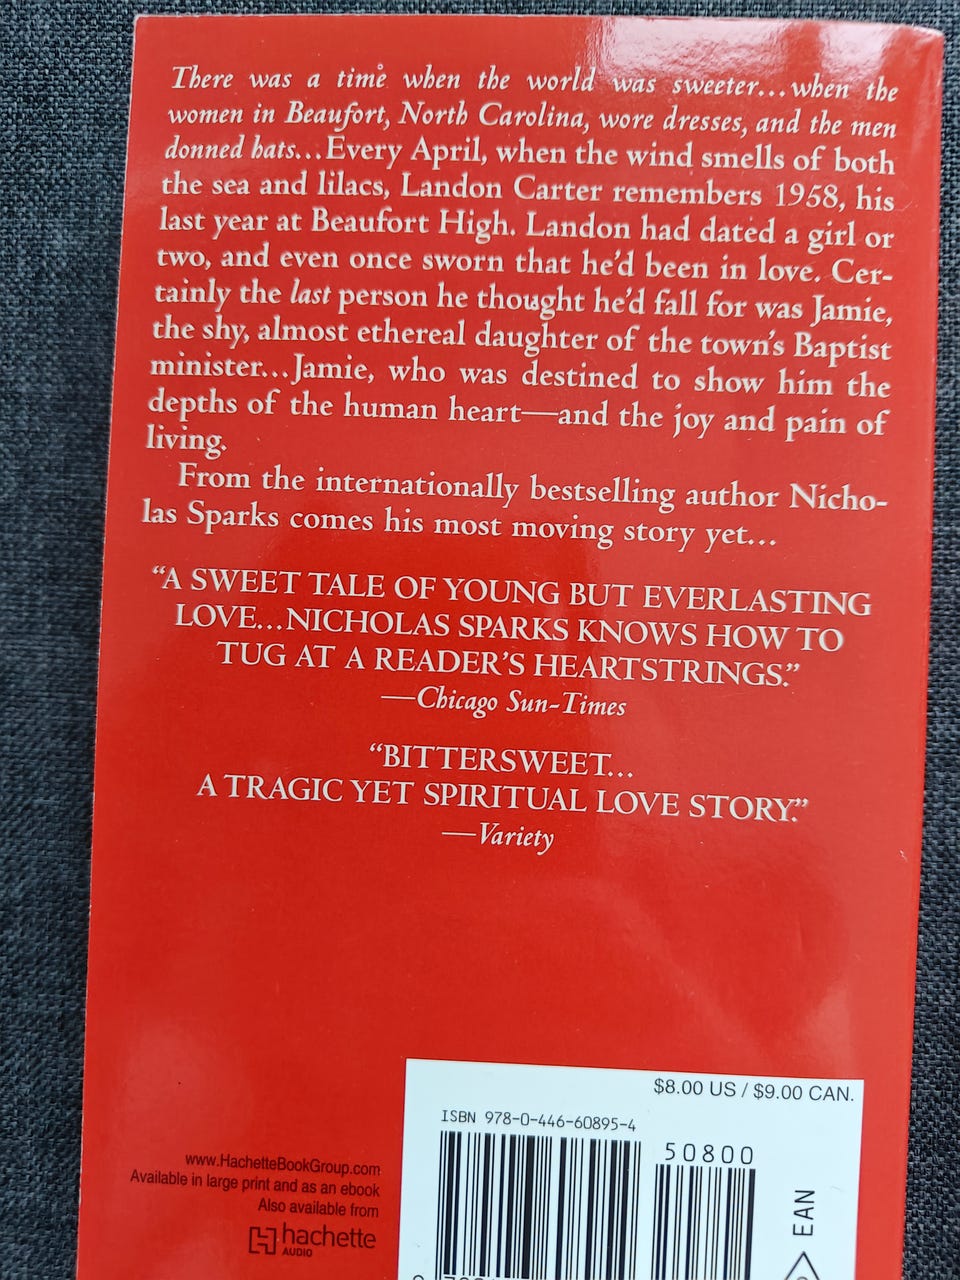 There was a time when the world was sweeter...when the
women in Beaufort, North Carolina, wore dresses, and the men
donned hats...Every April, when the wind smells of both
the sea and lilacs, Landon Carter remembers 1958, his
last year at Beaufort High. Landon had dated a girl or
two, and even once sworn that he'd been in love. Cer-
tainly the last person he thought he'd fall for was Jamie,
the shy, almost ethereal daughter of the town's Baptist
minister...Jamie, who was destined to show him the
depths of the human heart—and the joy and pain of
living.
From the internationally bestselling author Nicho-
las Sparks comes his most moving story yet...
"A SWEET TALE OF YOUNG BUT EVERLASTING
LOVE...NICHOLAS SPARKS KNOWS HOW TO
TUG AT A READER'S HEARTSTRINGS."
—Chicago Sun-Times
"BITTERSWEET...
A TRAGIC YET SPIRITUAL LOVE STORY."
—Variety
$8.00 US / $9.00 CAN.
ISBN 978-0-446-60895-4
50800
EAN
www.HachetteBookGroup.com
Available in large print and as an ebook
Also available from
hachette
AUDIO